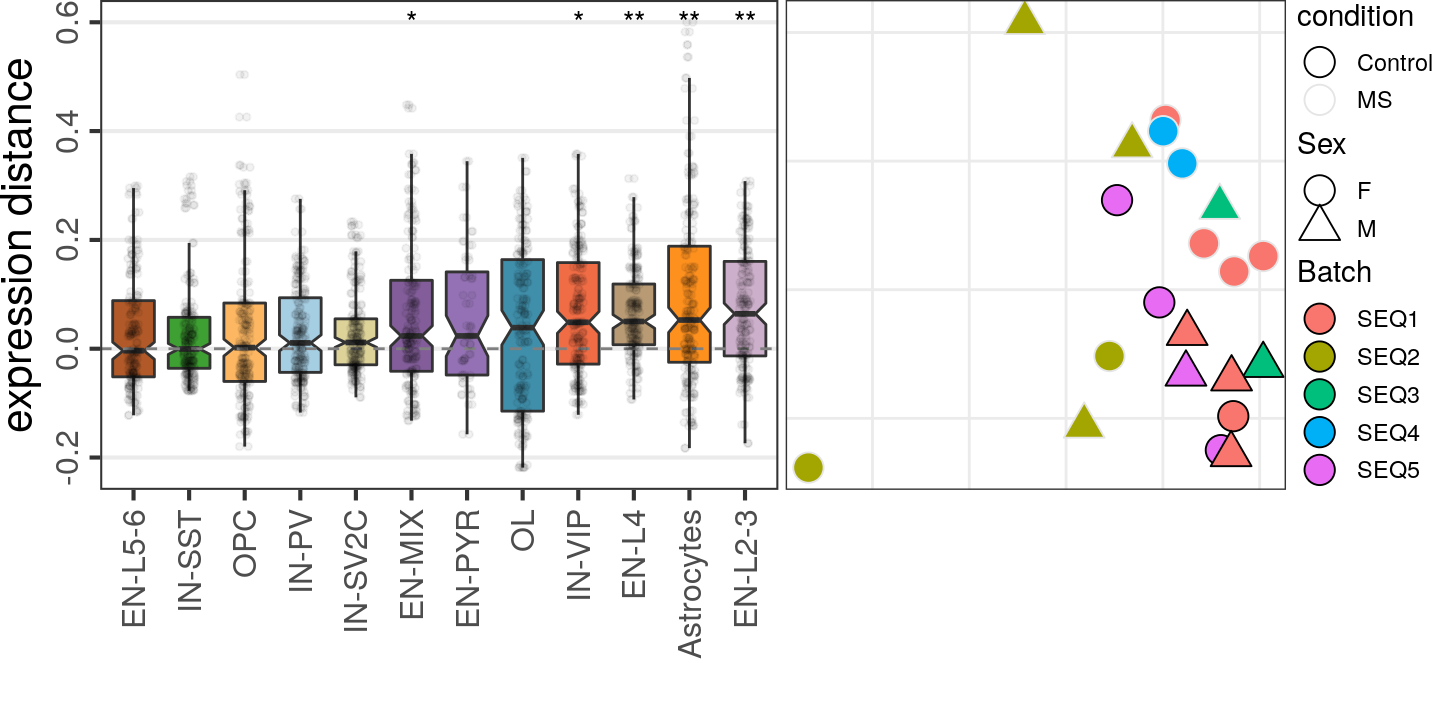 expression distance
0.6
0.4
0.2
0.0
-0.2
*
*
**
**
**
EN-L5-6
IN-SST
OPC
IN-PV
IN-SV2C
EN-MIX
EN-PYR
OL
IN-VIP
EN-L4
Astrocytes
EN-L2-3
condition
Control
MS
Sex
F
M
Batch
SEQ1
SEQ2
SEQ3
SEQ4
SEQ5